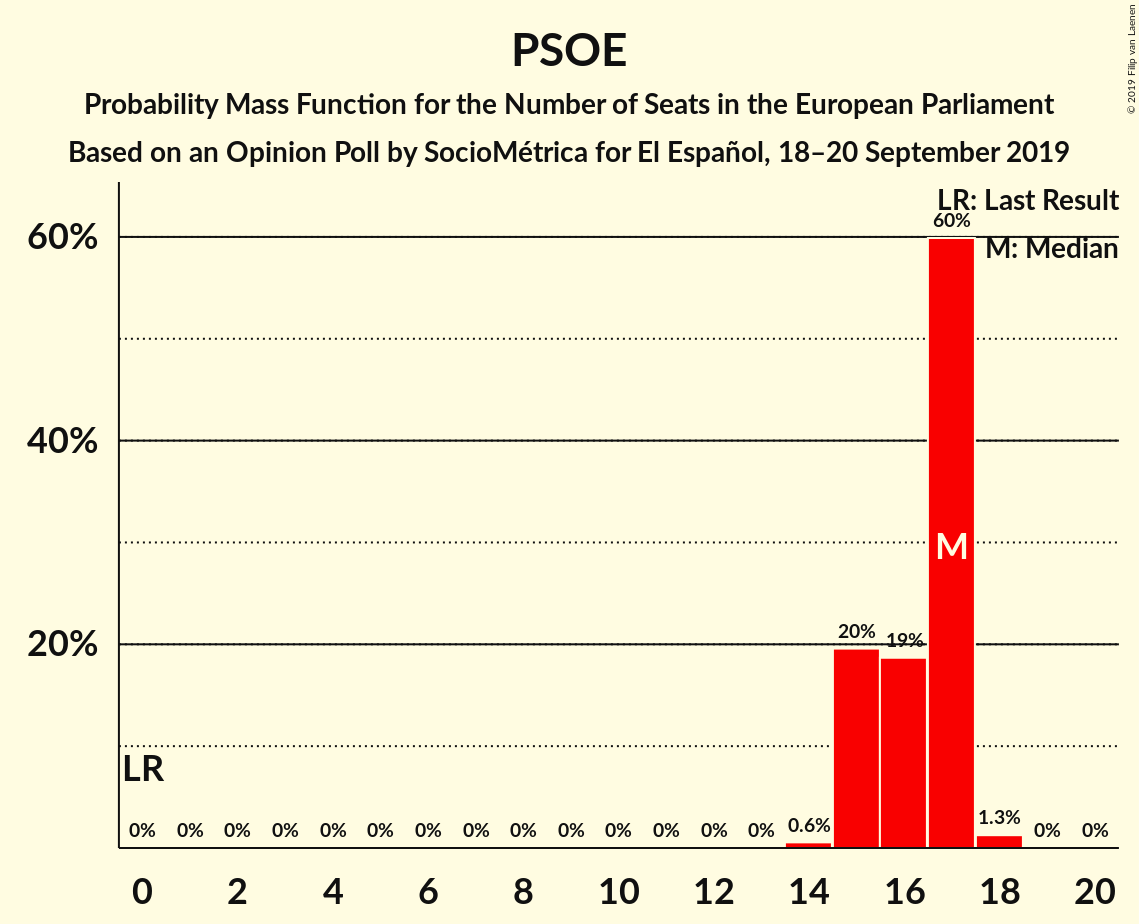 PSOE
Probability Mass Function for the Number of Seats in the European Parliament
Based on an Opinion Poll by SocioMétrica for El Español, 18–20 September 2019
© 2019 Filip van Laenen
LR: Last Result
M: Median
60%
40%
20%
LR
0% 0% 0% 0% 0% 0% 0% 0% 0% 0% 0% 0% 0% 0% 0.6% 20% 19% 60% 1.3% 0% 0%
M
0 2 4 6 8 10 12 14 16 18 20